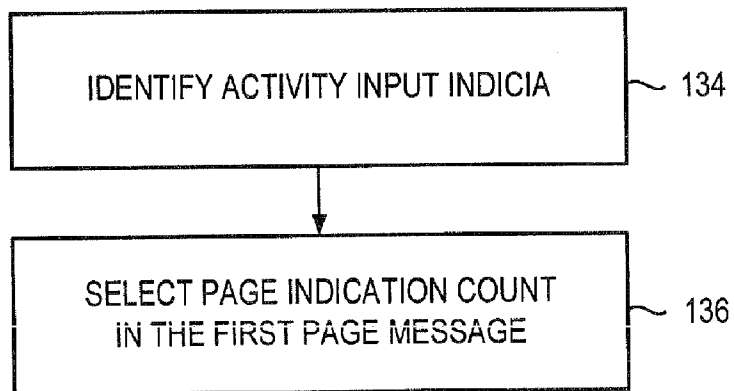 IDENTIFY ACTIVITY INPUT INDICIA
134
SELECT PAGE INDICATION COUNT
IN THE FIRST PAGE MESSAGE
136